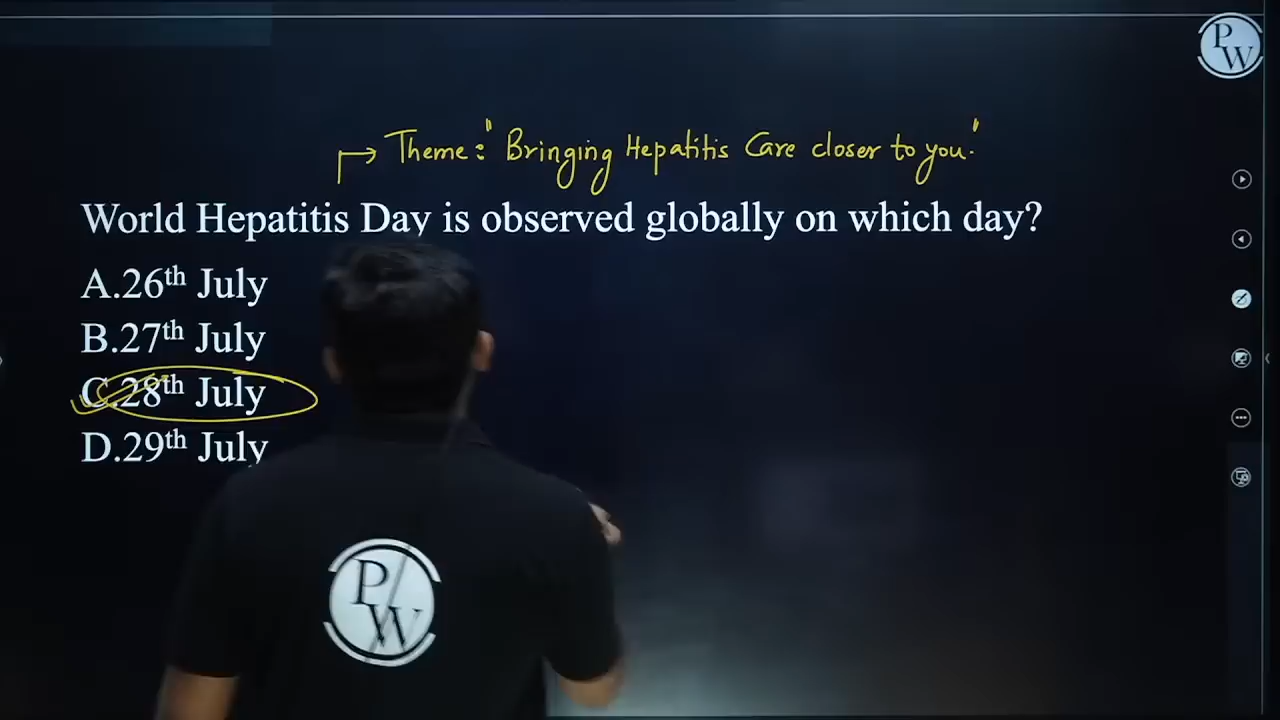 PW
Theme: "Bringing Hepatitis Care closer to you."
World Hepatitis Day is observed globally on which day?
A.26th July
B.27th July
C.28th July
D.29th July
PW